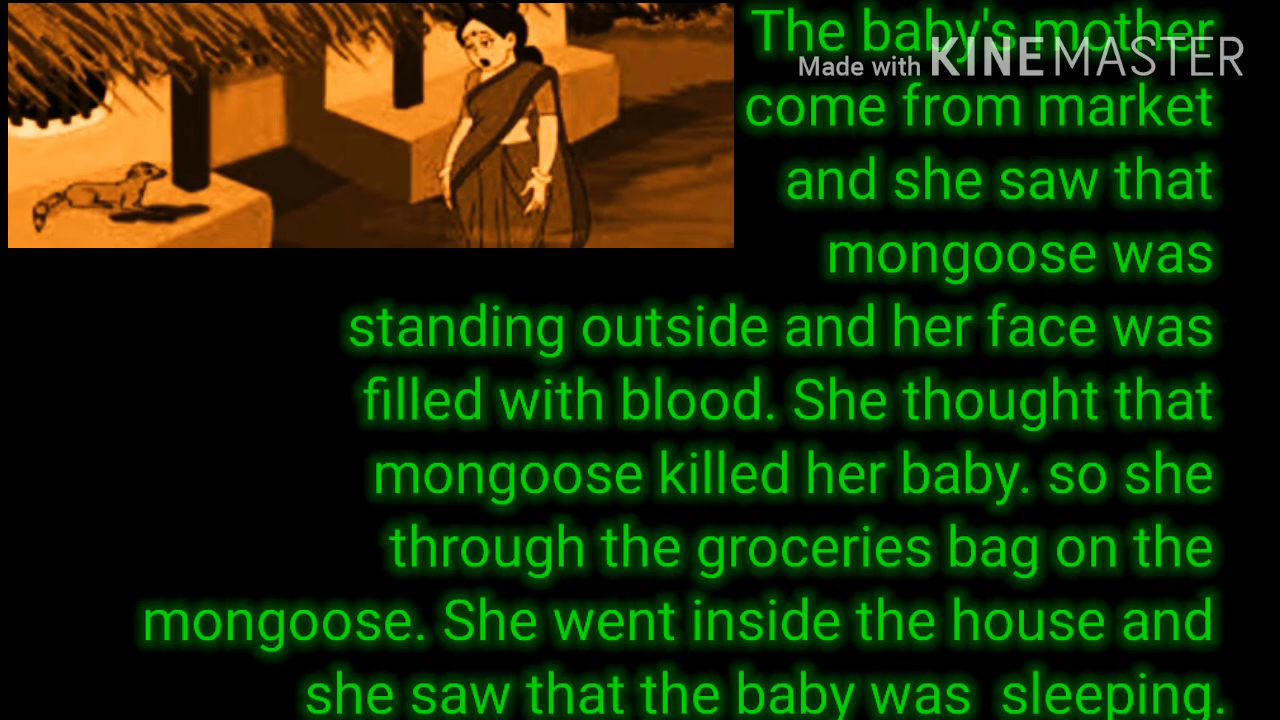 The baby's mother
Made with KINEMASTER
come from market
and she saw that
mongoose was
standing outside and her face was
filled with blood. She thought that
mongoose killed her baby. so she
through the groceries bag on the
mongoose. She went inside the house and
she saw that the baby was sleeping.